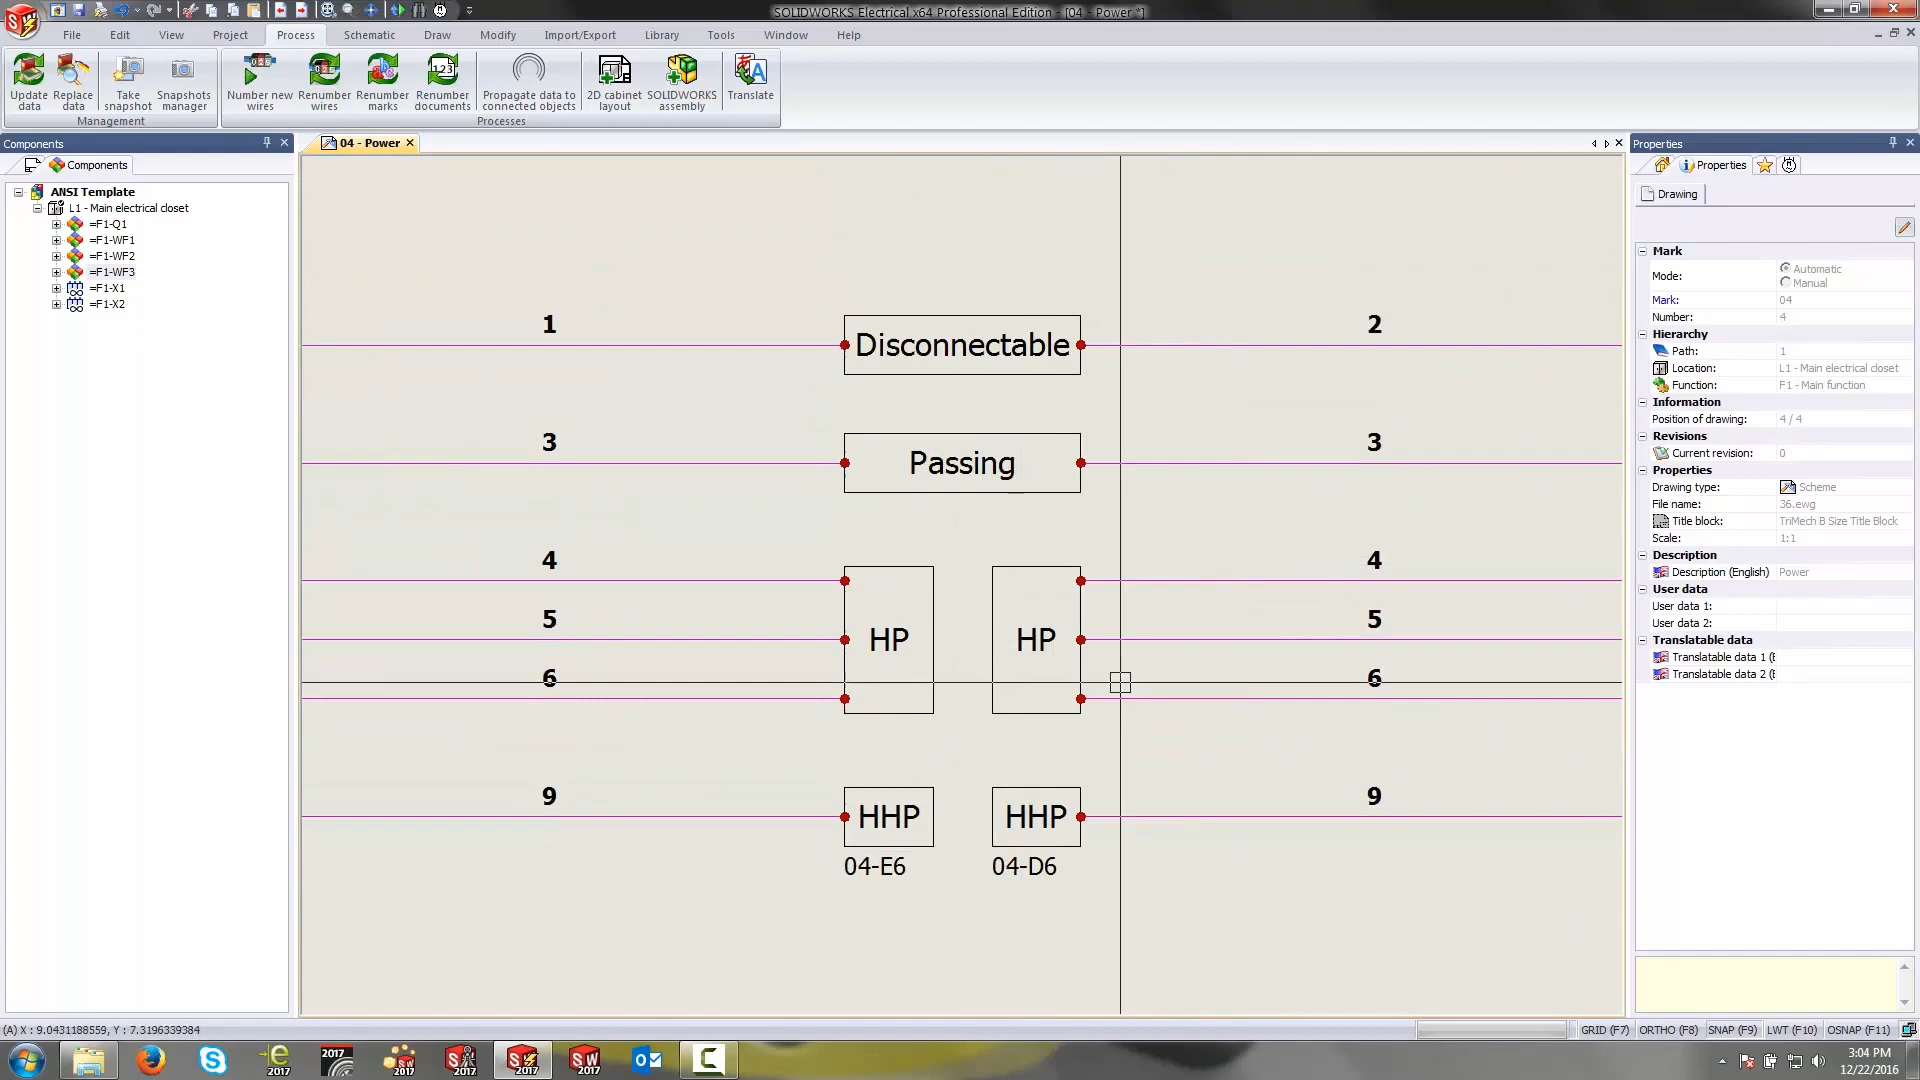 SOLIDWORKS Electrical x64 Professional Edition - [04 - Power *]
File Edit View Project Process Schematic Draw Modify Import/Export Library Tools Window Help
Update data
Replace data
Take snapshot
Snapshots manager
Number new wires
Renumber wires
Renumber marks
Renumber documents
Propagate data to connected objects
2D cabinet layout
SOLIDWORKS assembly
Translate
Management
Processes
Components
04 - Power
Properties
Components
Properties
Drawing
ANSI Template
L1 - Main electrical closet
=F1-Q1
=F1-WF1
=F1-WF2
=F1-WF3
=F1-X1
=F1-X2
1 Disconnectable 2
3 Passing 3
4 4
5 HP HP 5
6 6
9 HHP HHP 9
04-E6 04-D6
Mark
Mode: Automatic
Manual
Mark: 04
Number: 4
Hierarchy
Path: 1
Location: L1 - Main electrical closet
Function: F1 - Main function
Information
Position of drawing: 4 / 4
Revisions
Current revision: 0
Properties
Drawing type: Scheme
File name: 36.ewg
Title block: TriMech B Size Title Block
Scale: 1:1
Description
Description (English) Power
User data
User data 1:
User data 2:
Translatable data
Translatable data 1 (E
Translatable data 2 (E
(A) X : 9.0431188559, Y : 7.3196339384
GRID (F7) ORTHO (F8) SNAP (F9) LWT (F10) OSNAP (F11)
3:04 PM
12/22/2016